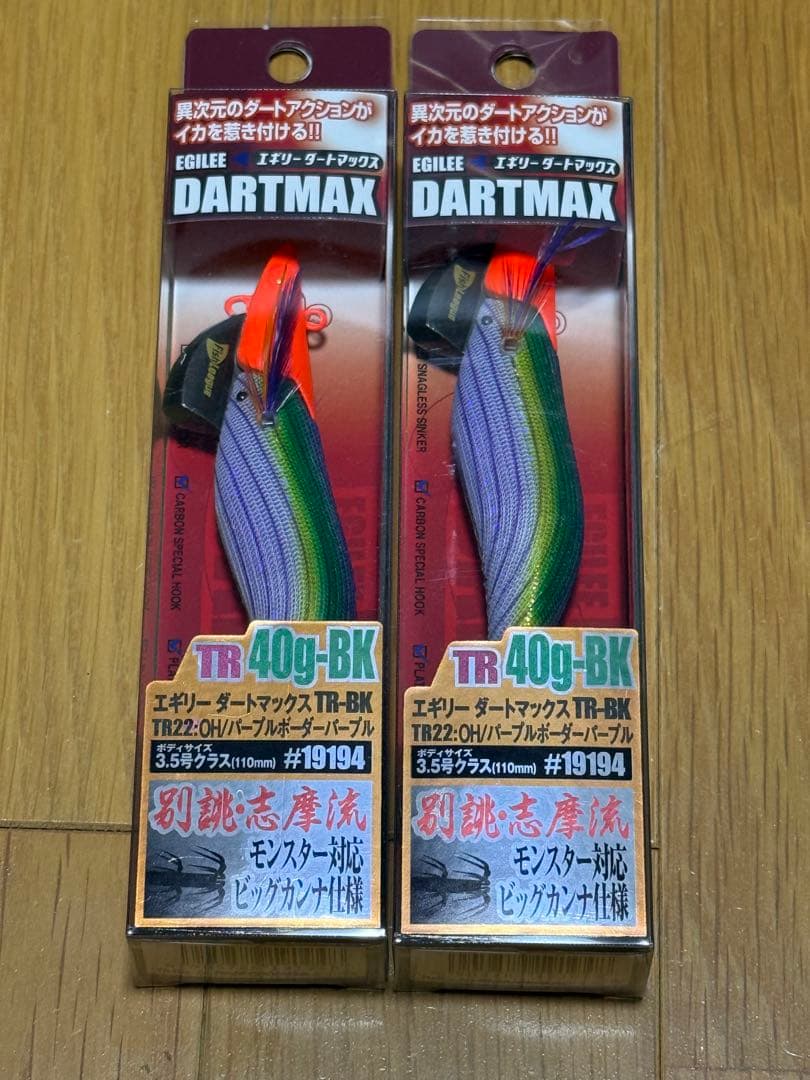 異次元のダートアクションが
イカを惹き付ける!!
EGILEE エギリーダートマックス
DARTMAX
Fish League
CARBON SPECIAL HOOK
TR 40g-BK
エギリー ダートマックス TR-BK
TR22:OH/パープルボーダーパープル
ボディサイズ
3.5号クラス(110mm) #19194
別誂・志摩流
モンスター対応
ビッグカンナ仕様
異次元のダートアクションが
イカを惹き付ける!!
EGILEE エギリーダートマックス
DARTMAX
Fish League
SNAGLESS SINKER
CARBON SPECIAL HOOK
EGILEE
TR 40g-BK
エギリー ダートマックス TR-BK
TR22:OH/パープルボーダーパープル
ボディサイズ
3.5号クラス(110mm) #19194
別誂・志摩流
モンスター対応
ビッグカンナ仕様